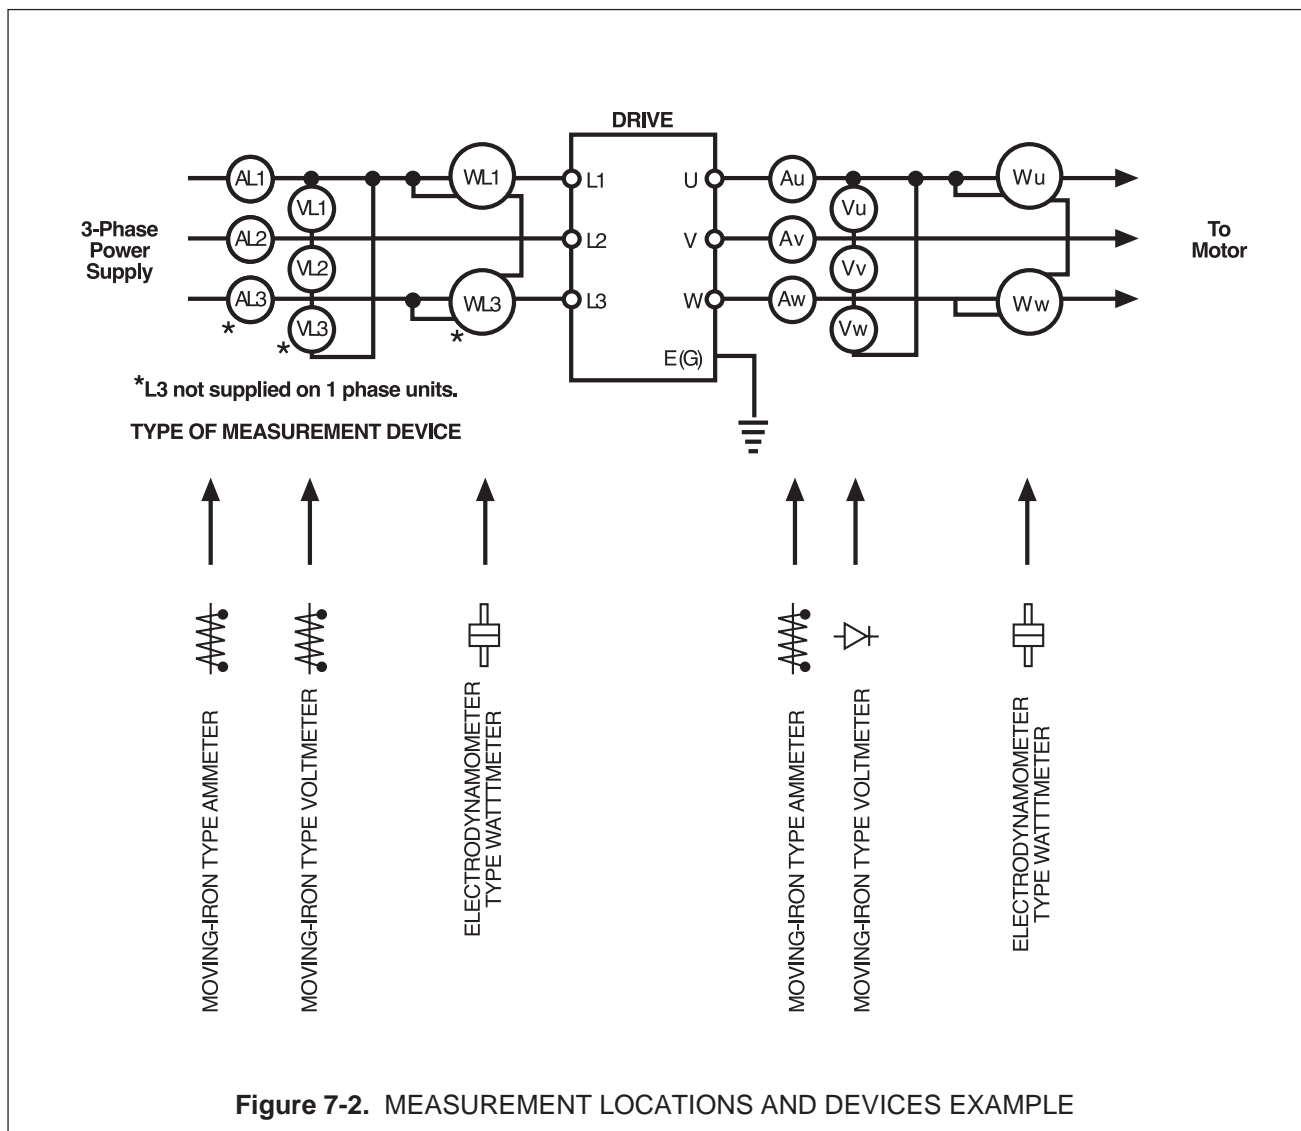 DRIVE
3-Phase
Power
Supply
AL1
VL1
WL1
L1
U
Au
Vu
Wu
AL2
VL2
L2
V
Av
Vv
To
Motor
AL3
*
VL3
*
WL3
*
L3
W
Aw
Vw
Ww
E(G)
*L3 not supplied on 1 phase units.
TYPE OF MEASUREMENT DEVICE
MOVING-IRON TYPE AMMETER
MOVING-IRON TYPE VOLTMETER
ELECTRODYNAMOMETER
TYPE WATTTMETER
MOVING-IRON TYPE AMMETER
MOVING-IRON TYPE VOLTMETER
ELECTRODYNAMOMETER
TYPE WATTTMETER
Figure 7-2. MEASUREMENT LOCATIONS AND DEVICES EXAMPLE